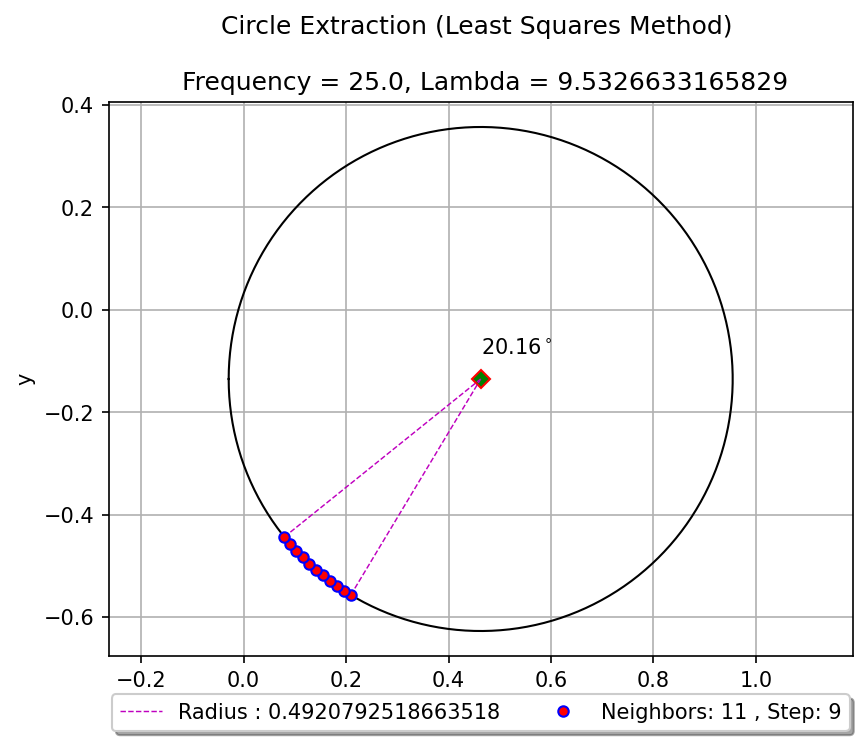 Circle Extraction (Least Squares Method)
Frequency = 25.0, Lambda = 9.5326633165829
0.4
0.2
0.0
−0.2
−0.4
−0.6
y
20.16°
−0.2
0.0
0.2
0.4
0.6
0.8
1.0
Radius : 0.4920792518663518
Neighbors: 11 , Step: 9